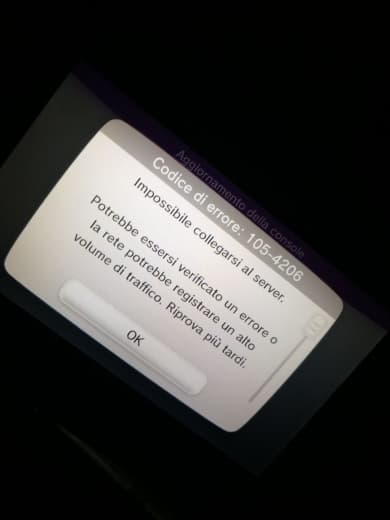 Aggiornamento della console
Codice di errore: 105-4206
Impossibile collegarsi al server.
Potrebbe essersi verificato un errore o
la rete potrebbe registrare un alto
volume di traffico. Riprova più tardi.
OK